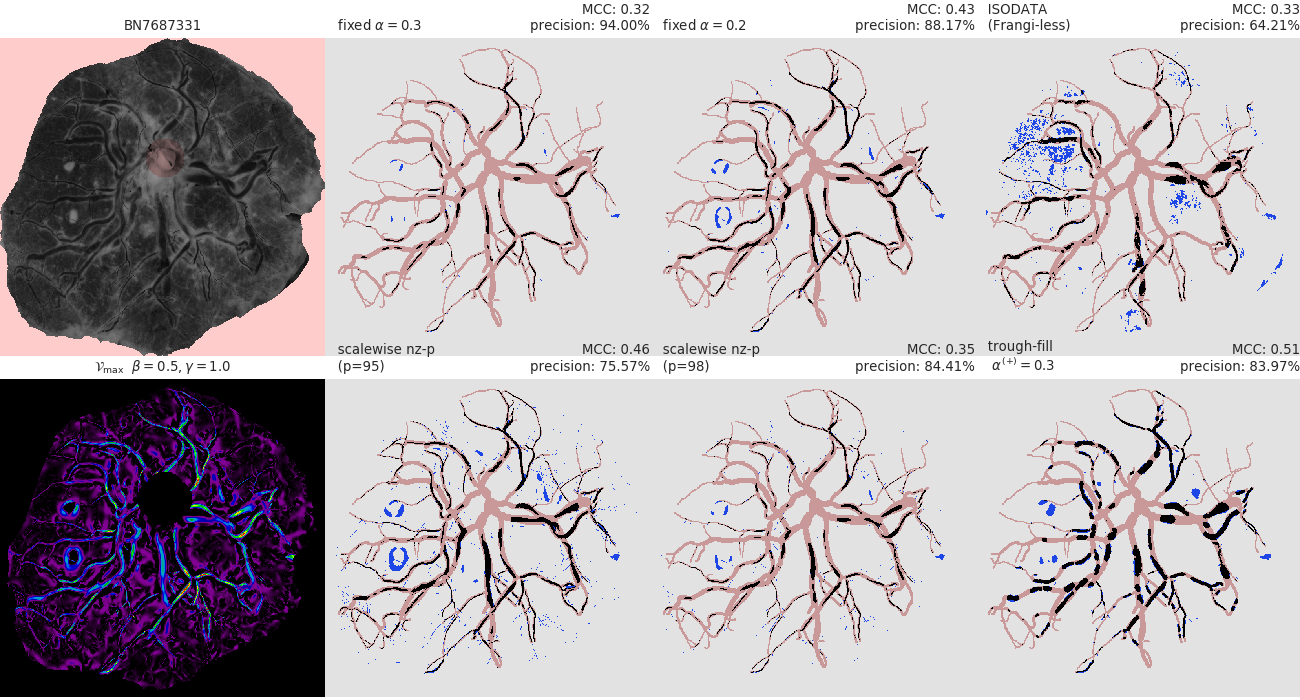 BN7687331
fixed α = 0.3
MCC: 0.32
precision: 94.00%
fixed α = 0.2
MCC: 0.43
precision: 88.17%
ISODATA
(Frangi-less)
MCC: 0.33
precision: 64.21%
𝒱max β = 0.5, γ = 1.0
scalewise nz-p
(p=95)
MCC: 0.46
precision: 75.57%
scalewise nz-p
(p=98)
MCC: 0.35
precision: 84.41%
trough-fill
α(+) = 0.3
MCC: 0.51
precision: 83.97%